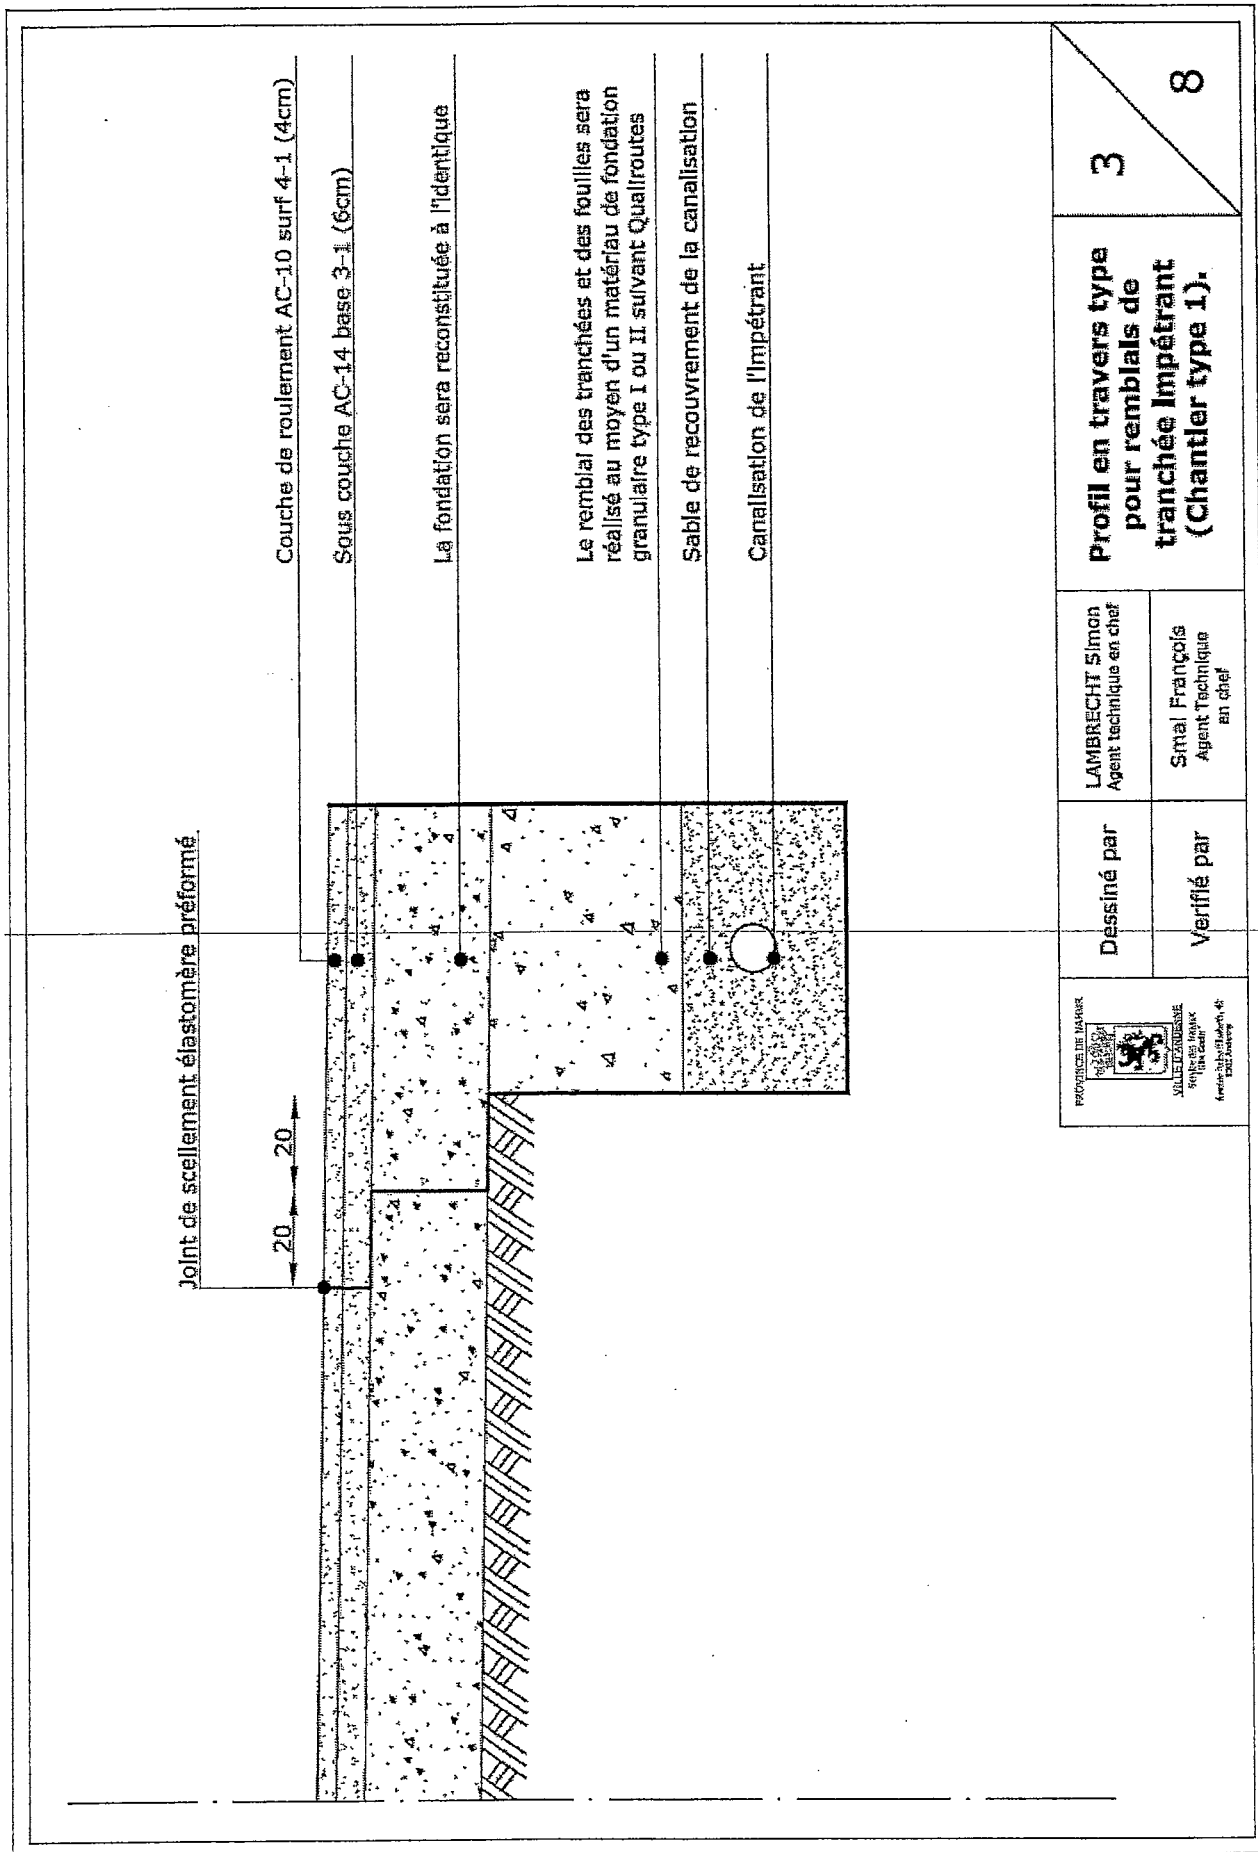 Joint de scellement élastomère préformé
20
20
Couche de roulement AC-10 surf 4-1 (4cm)
Sous couche AC-14 base 3-1 (6cm)
La fondation sera reconstituée à l'identique
Le remblai des tranchées et des fouilles sera
réalisé au moyen d'un matériau de fondation
granulaire type I ou II suivant Qualiroutes
Sable de recouvrement de la canalisation
Canalisation de l'Impétrant
PROVINCE DE NAMUR
VILLE D'ANDENNE
Dessiné par
LAMBRECHT Simon
Agent technique en chef
Verifié par
Smal François
Agent Technique
en chef
Profil en travers type
pour remblais de
tranchée Impétrant
(Chantier type 1).
3
8